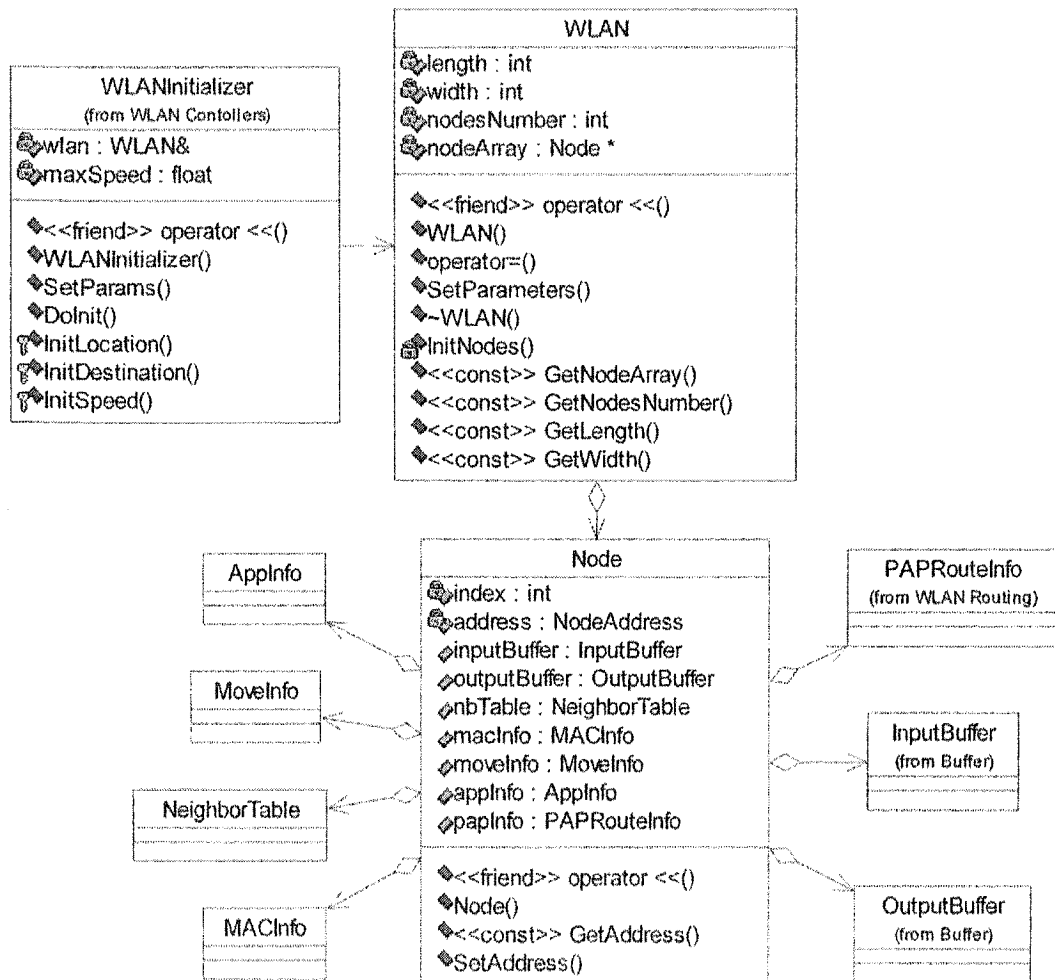 WLANInitializer
(from WLAN Contollers)
wlan : WLAN&
maxSpeed : float
<<friend>> operator <<()
WLANInitializer()
SetParams()
DoInit()
InitLocation()
InitDestination()
InitSpeed()
WLAN
length : int
width : int
nodesNumber : int
nodeArray : Node *
<<friend>> operator <<()
WLAN()
operator=()
SetParameters()
~WLAN()
InitNodes()
<<const>> GetNodeArray()
<<const>> GetNodesNumber()
<<const>> GetLength()
<<const>> GetWidth()
AppInfo
MoveInfo
NeighborTable
MACInfo
Node
index : int
address : NodeAddress
inputBuffer : InputBuffer
outputBuffer : OutputBuffer
nbTable : NeighborTable
macInfo : MACInfo
moveInfo : MoveInfo
appInfo : AppInfo
papInfo : PAPRouteInfo
<<friend>> operator <<()
Node()
<<const>> GetAddress()
SetAddress()
PAPRouteInfo
(from WLAN Routing)
InputBuffer
(from Buffer)
OutputBuffer
(from Buffer)